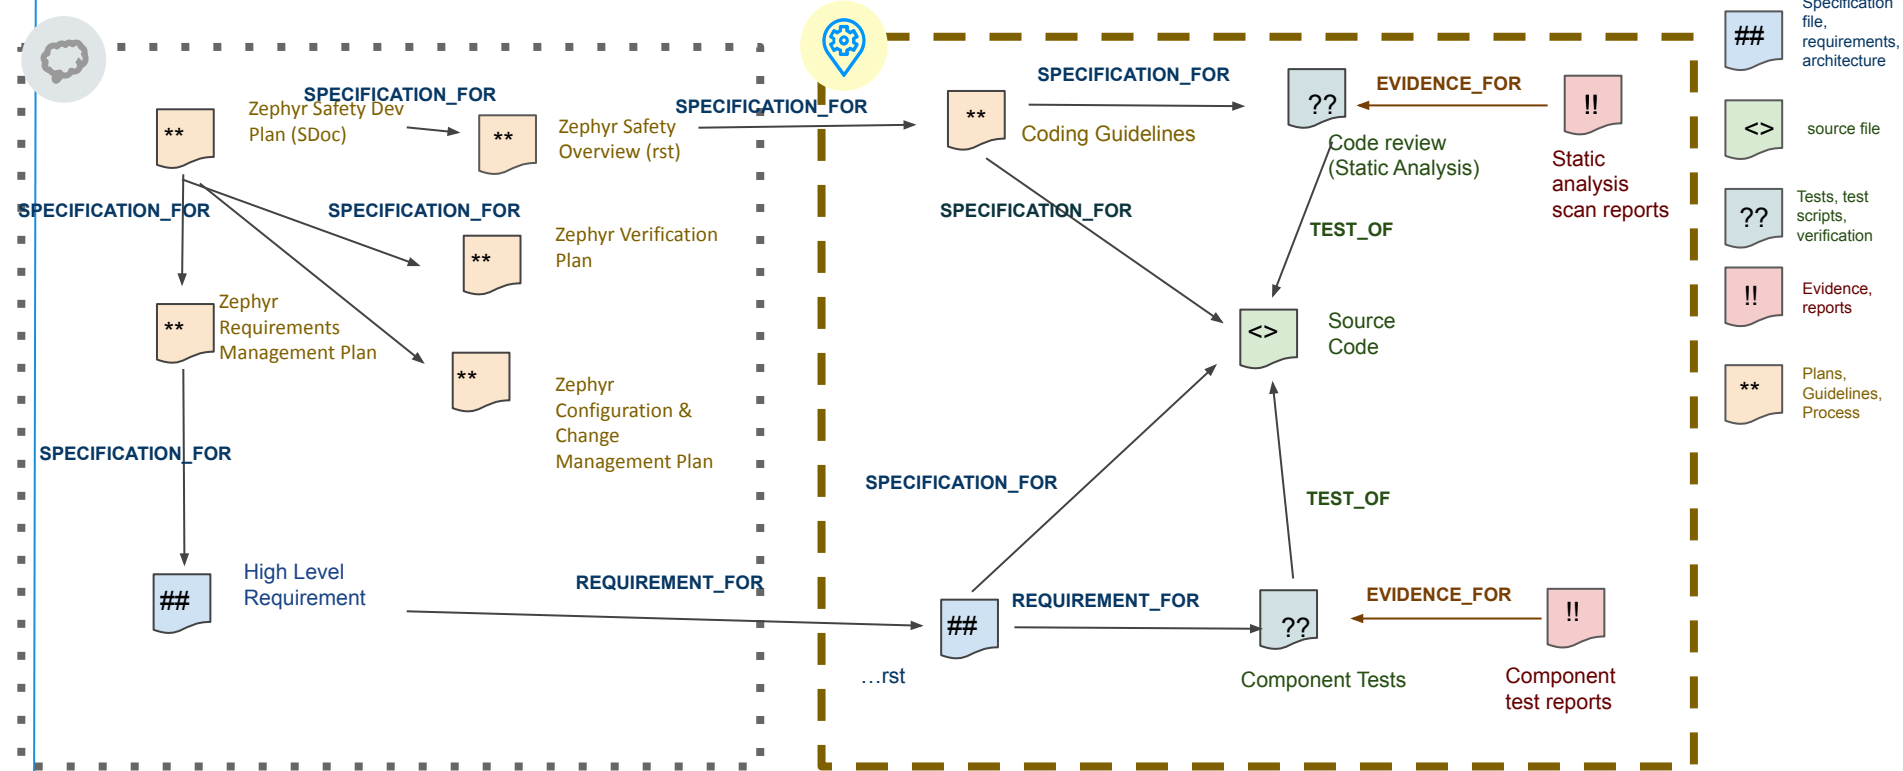 SPECIFICATION_FOR
Zephyr Safety Dev
Plan (SDoc)
**
**
Zephyr Safety
Overview (rst)
SPECIFICATION_FOR
SPECIFICATION_FOR
SPECIFICATION_FOR
**
Zephyr Verification
Plan
**
Zephyr
Requirements
Management Plan
**
Zephyr
Configuration &
Change
Management Plan
SPECIFICATION_FOR
##
High Level
Requirement
REQUIREMENT_FOR
**
Coding Guidelines
SPECIFICATION_FOR
??
Code review
(Static Analysis)
EVIDENCE_FOR
!!
Static
analysis
scan reports
SPECIFICATION_FOR
TEST_OF
<>
Source
Code
SPECIFICATION_FOR
TEST_OF
##
…rst
REQUIREMENT_FOR
??
Component Tests
EVIDENCE_FOR
!!
Component
test reports
##
Specification
file,
requirements,
architecture
<>
source file
??
Tests, test
scripts,
verification
!!
Evidence,
reports
**
Plans,
Guidelines,
Process